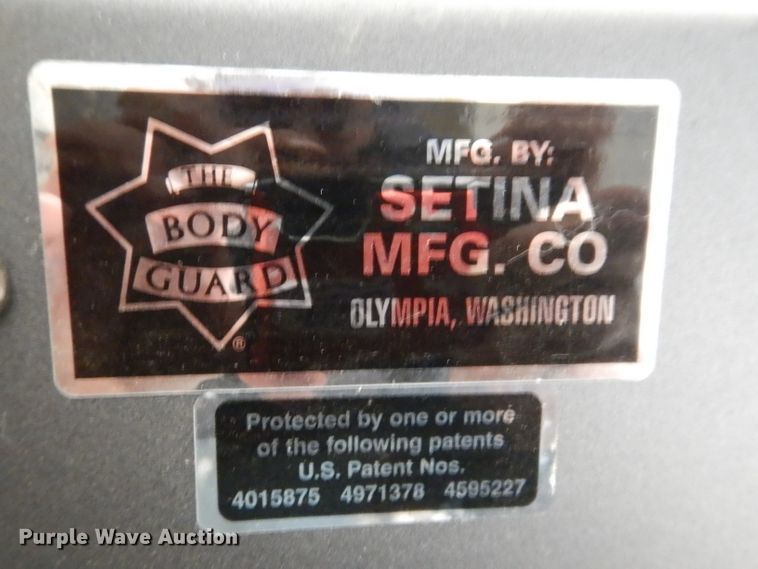 THE
BODY
GUARD
®
MFG. BY:
SETINA
MFG. CO
OLYMPIA, WASHINGTON
Protected by one or more
of the following patents
U.S. Patent Nos.
4015875 4971378 4595227
Purple Wave Auction